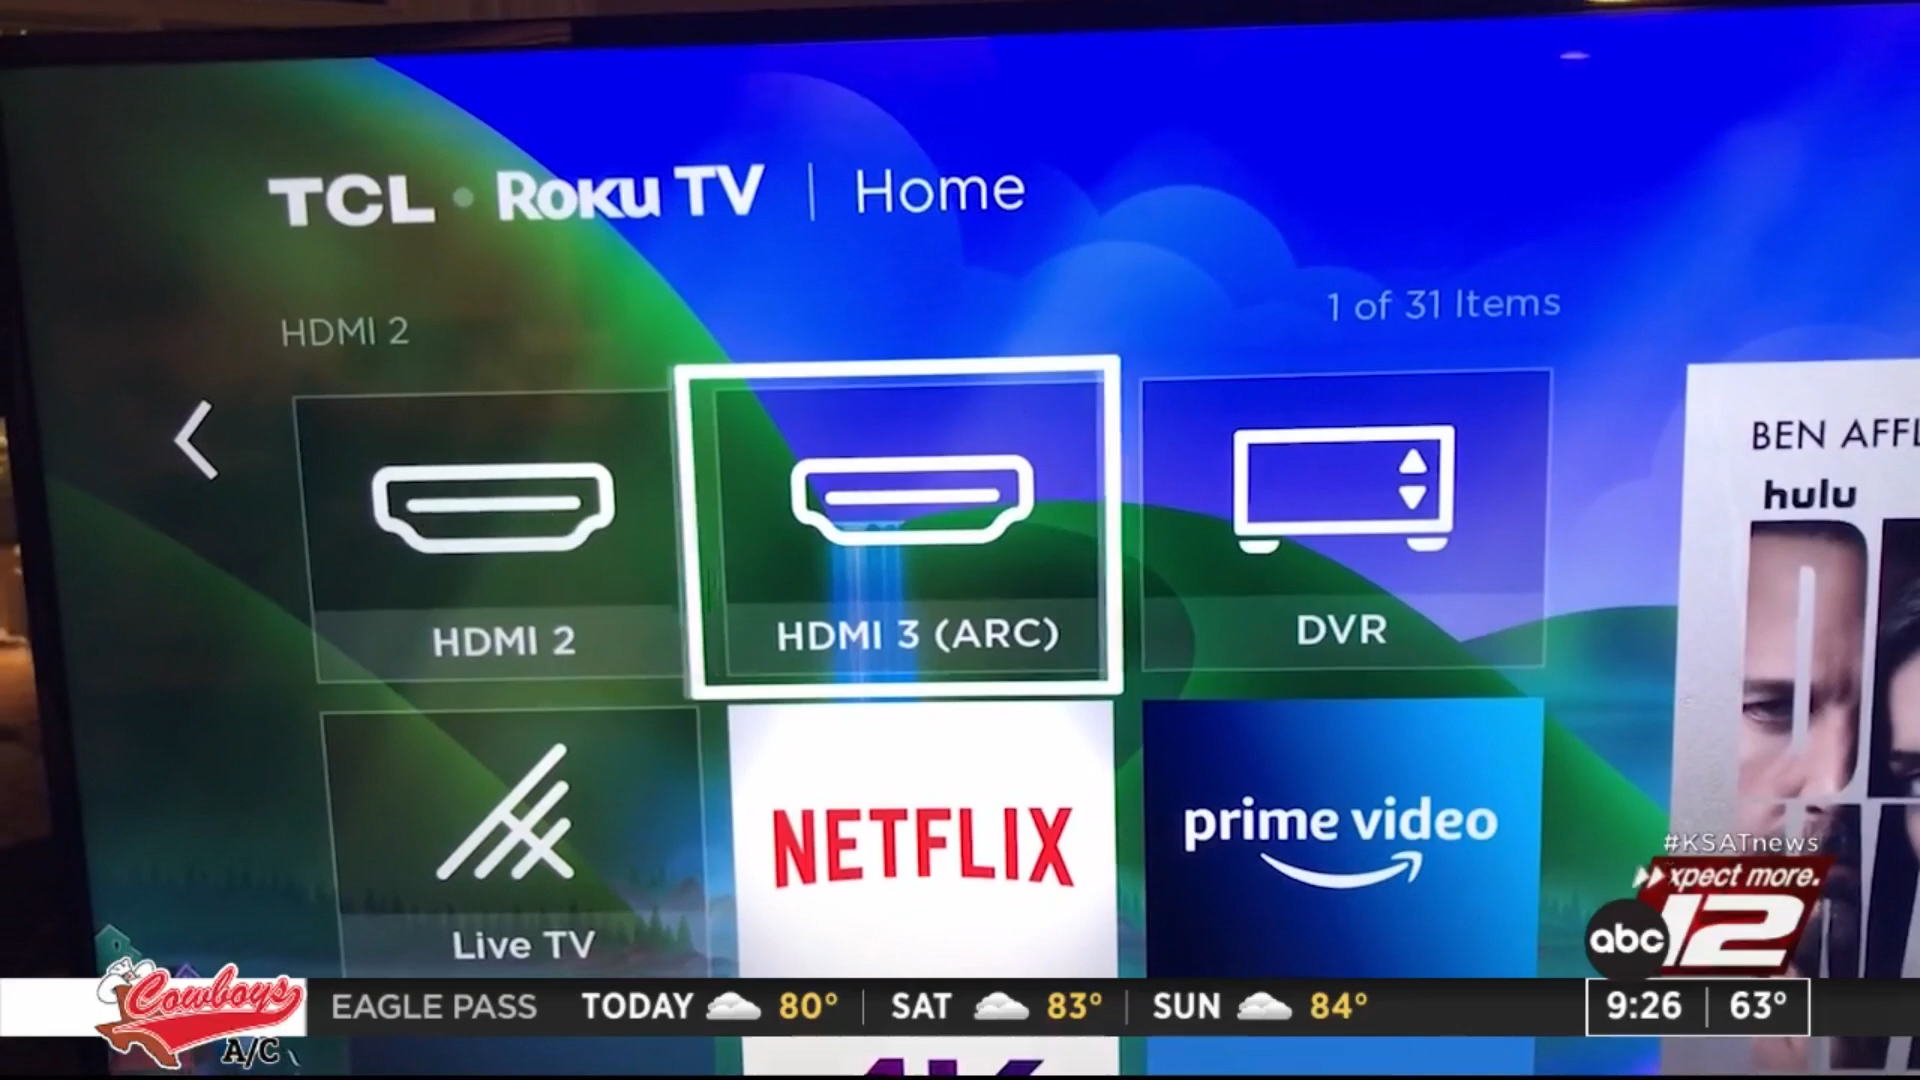 TCL • Roku TV | Home
HDMI 2
1 of 31 Items
HDMI 2
HDMI 3 (ARC)
DVR
BEN AFFL
hulu
Live TV
NETFLIX
prime video
#KSATnews
xpect more.
abc 12
Cowboys
A/C
EAGLE PASS
TODAY 80°
SAT 83°
SUN 84°
9:26
63°